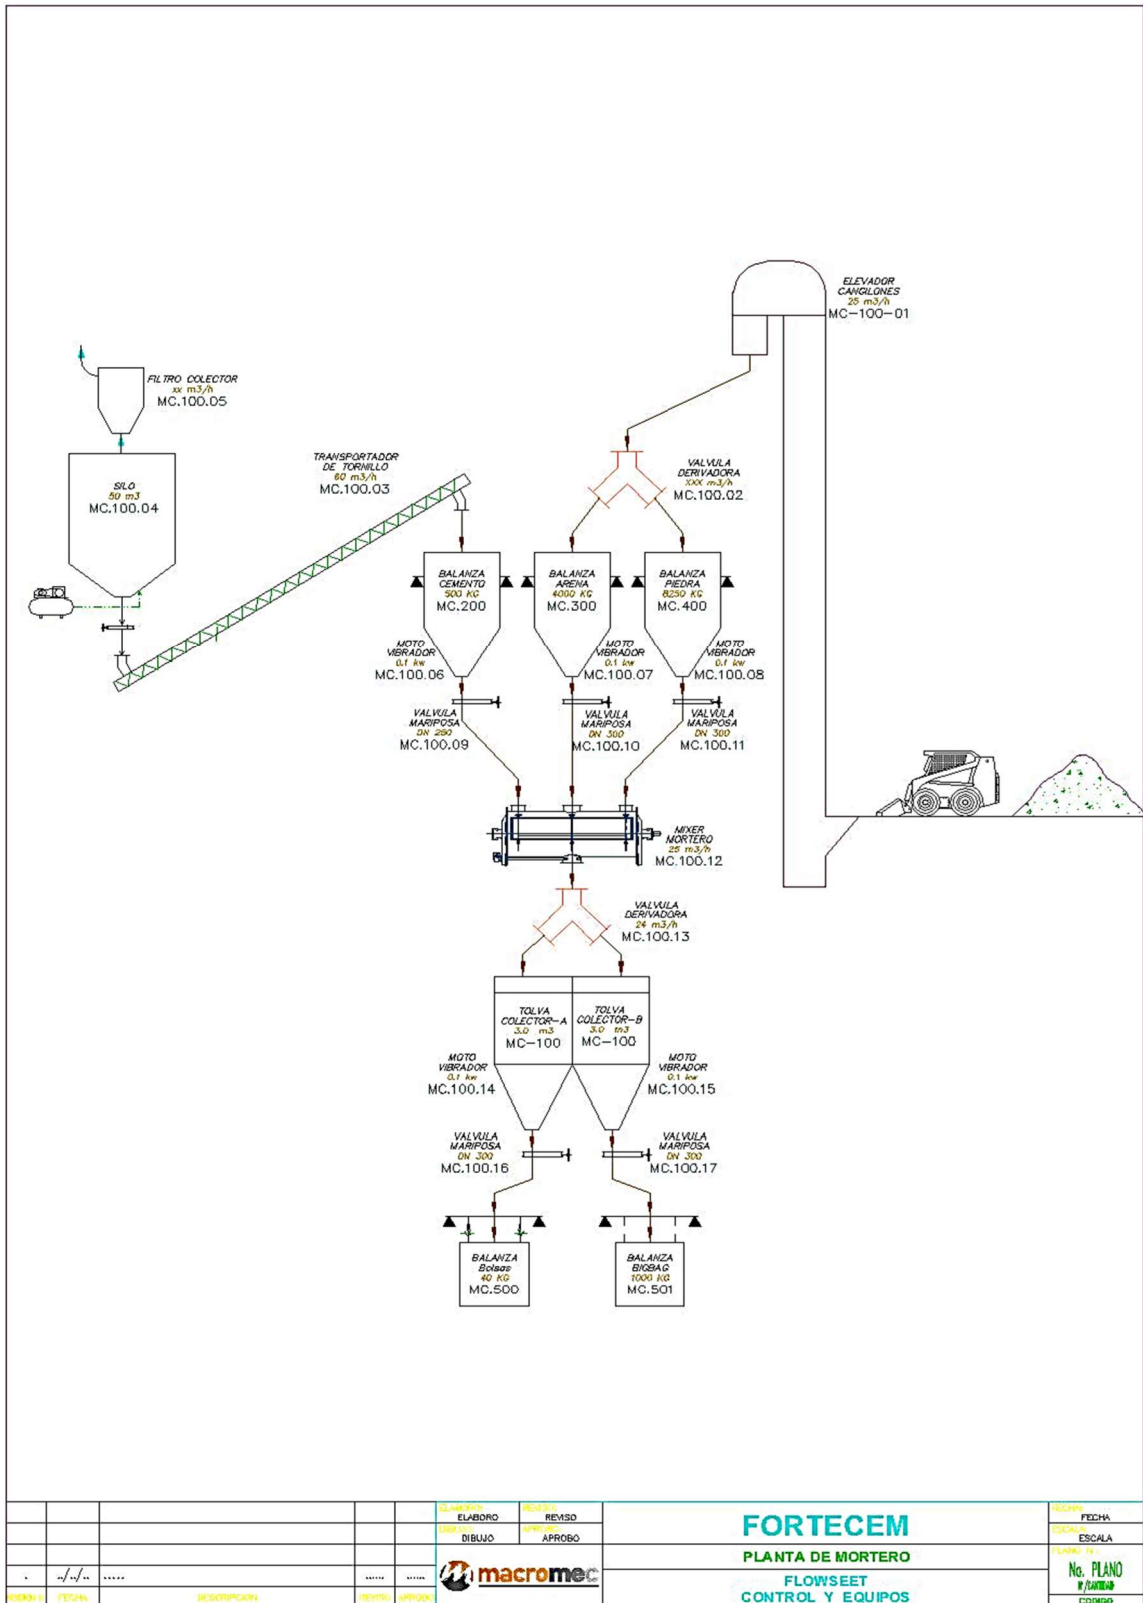 ELEVADOR
CANGILONES
25 m3/h
MC-100-01
FILTRO COLECTOR
xx m3/h
MC.100.05
SILO
50 m3
MC.100.04
TRANSPORTADOR
DE TORNILLO
60 m3/h
MC.100.03
VALVULA
DERIVADORA
XXX m3/h
MC.100.02
BALANZA
CEMENTO
500 KG
MC.200
BALANZA
ARENA
4000 KG
MC.300
BALANZA
PIEDRA
8250 KG
MC.400
MOTO
VIBRADOR
0.1 kw
MC.100.06
MOTO
VIBRADOR
0.1 kw
MC.100.07
MOTO
VIBRADOR
0.1 kw
MC.100.08
VALVULA
MARIPOSA
DN 250
MC.100.09
VALVULA
MARIPOSA
DN 300
MC.100.10
VALVULA
MARIPOSA
DN 300
MC.100.11
MIXER
MORTERO
25 m3/h
MC.100.12
VALVULA
DERIVADORA
24 m3/h
MC.100.13
TOLVA
COLECTOR-A
3.0 m3
MC-100
TOLVA
COLECTOR-B
3.0 m3
MC-100
MOTO
VIBRADOR
0.1 kw
MC.100.14
MOTO
VIBRADOR
0.1 kw
MC.100.15
VALVULA
MARIPOSA
DN 300
MC.100.16
VALVULA
MARIPOSA
DN 300
MC.100.17
BALANZA
Bolsas
40 KG
MC.500
BALANZA
BIGBAG
1000 KG
MC.501
ELABORO
REVISO
DIBUJO
APROBO
macromec
FORTECEM
PLANTA DE MORTERO
FLOWSEET
CONTROL Y EQUIPOS
FECHA
ESCALA
No. PLANO
CODIGO
../../.. ..... ...... ......
FECHA DESCRIPCION